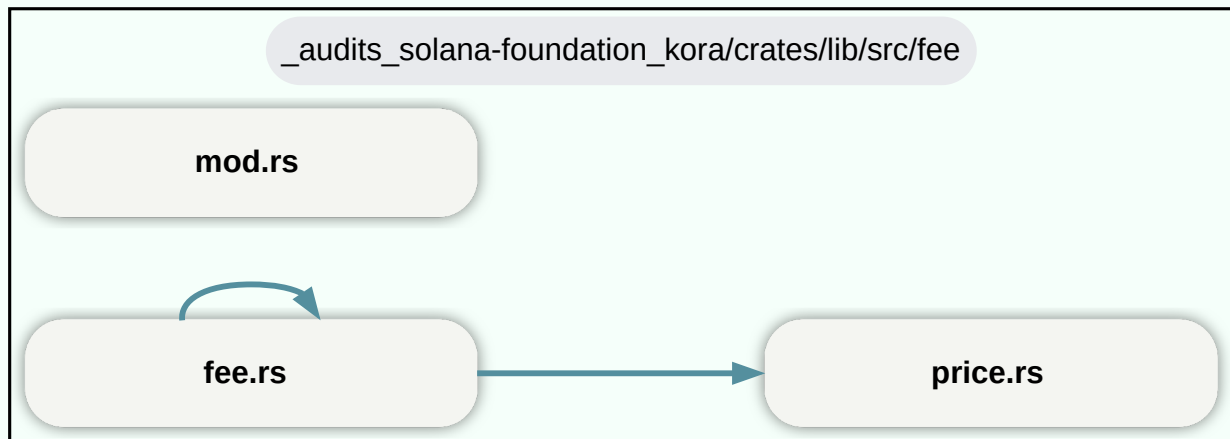 _audits_solana-foundation_kora/crates/lib/src/fee
mod.rs
fee.rs
price.rs